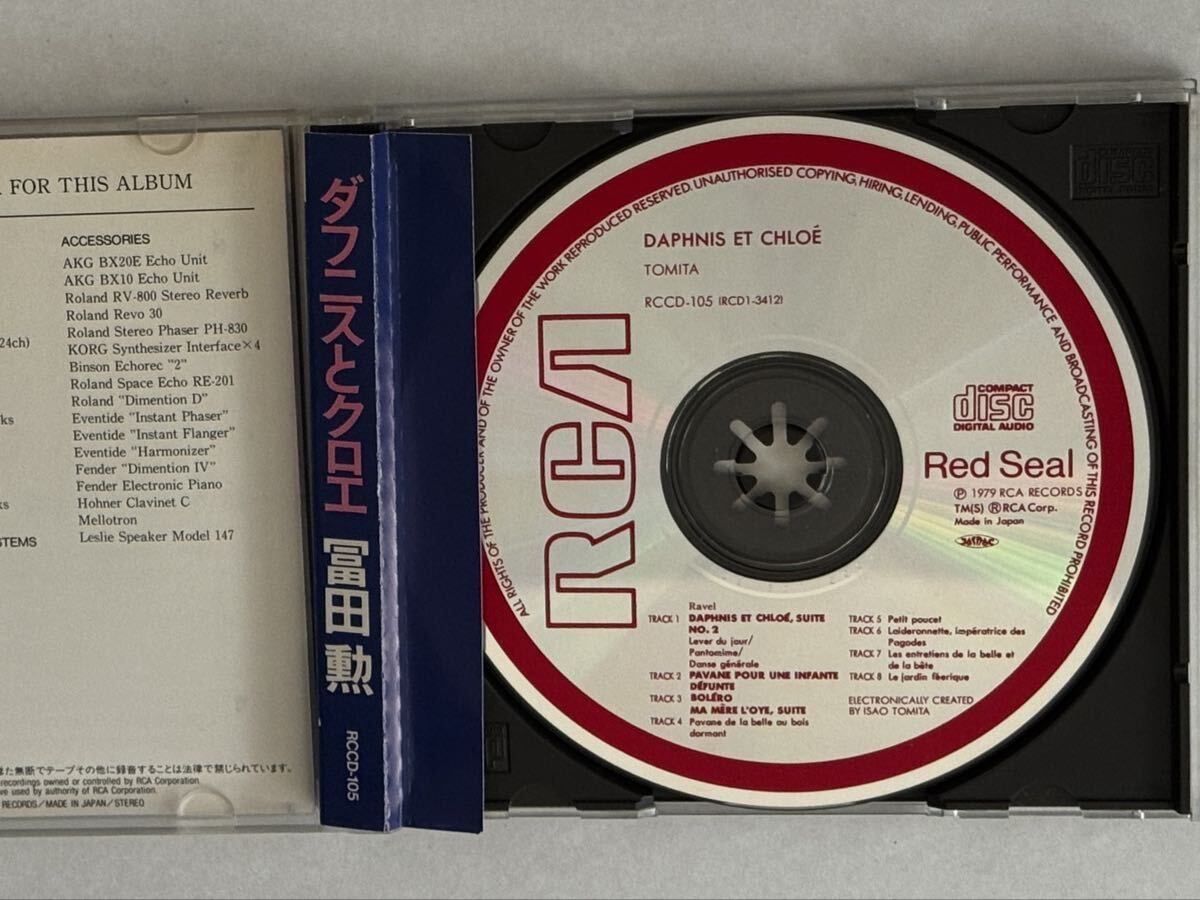 R FOR THIS ALBUM
ACCESSORIES
AKG BX20E Echo Unit
AKG BX10 Echo Unit
Roland RV-800 Stereo Reverb
Roland Revo 30
Roland Stereo Phaser PH-830
24ch)
KORG Synthesizer Interface×4
Binson Echorec "2"
Roland Space Echo RE-201
Roland "Dimention D"
rks
Eventide "Instant Phaser"
Eventide "Instant Flanger"
Eventide "Harmonizer"
Fender "Dimention IV"
Fender Electronic Piano
ks
Hohner Clavinet C
Mellotron
STEMS
Leslie Speaker Model 147
また無断でテープその他に録音することは法律で禁じられています。
recordings owned or controlled by RCA Corporation.
ve used by authority of RCA Corporation.
RECORDS/MADE IN JAPAN/STEREO
ダフニスとクロエ 冨田 勲 RCCD-105
ALL RIGHTS OF THE PRODUCER AND OF THE OWNER OF THE WORK REPRODUCED RESERVED. UNAUTHORISED COPYING, HIRING, LENDING, PUBLIC PERFORMANCE AND BROADCASTING OF THIS RECORD PROHIBITED
DAPHNIS ET CHLOÉ
TOMITA
RCCD-105 (RCD1-3412)
RCA
COMPACT
disc
DIGITAL AUDIO
Red Seal
Ⓟ 1979 RCA RECORDS
TM(S) ® RCA Corp.
Made in Japan
Ravel
TRACK 1 DAPHNIS ET CHLOÉ, SUITE
NO. 2
Lever du jour/
Pantomime/
Danse générale
TRACK 2 PAVANE POUR UNE INFANTE
DÉFUNTE
TRACK 3 BOLÉRO
MA MÈRE L'OYE, SUITE
TRACK 4 Pavane de la belle au bois
dormant
TRACK 5 Petit poucet
TRACK 6 Laideronnette, impératrice des
Pagodes
TRACK 7 Les entretiens de la belle et
de la bête
TRACK 8 Le jardin féerique
ELECTRONICALLY CREATED
BY ISAO TOMITA
disc